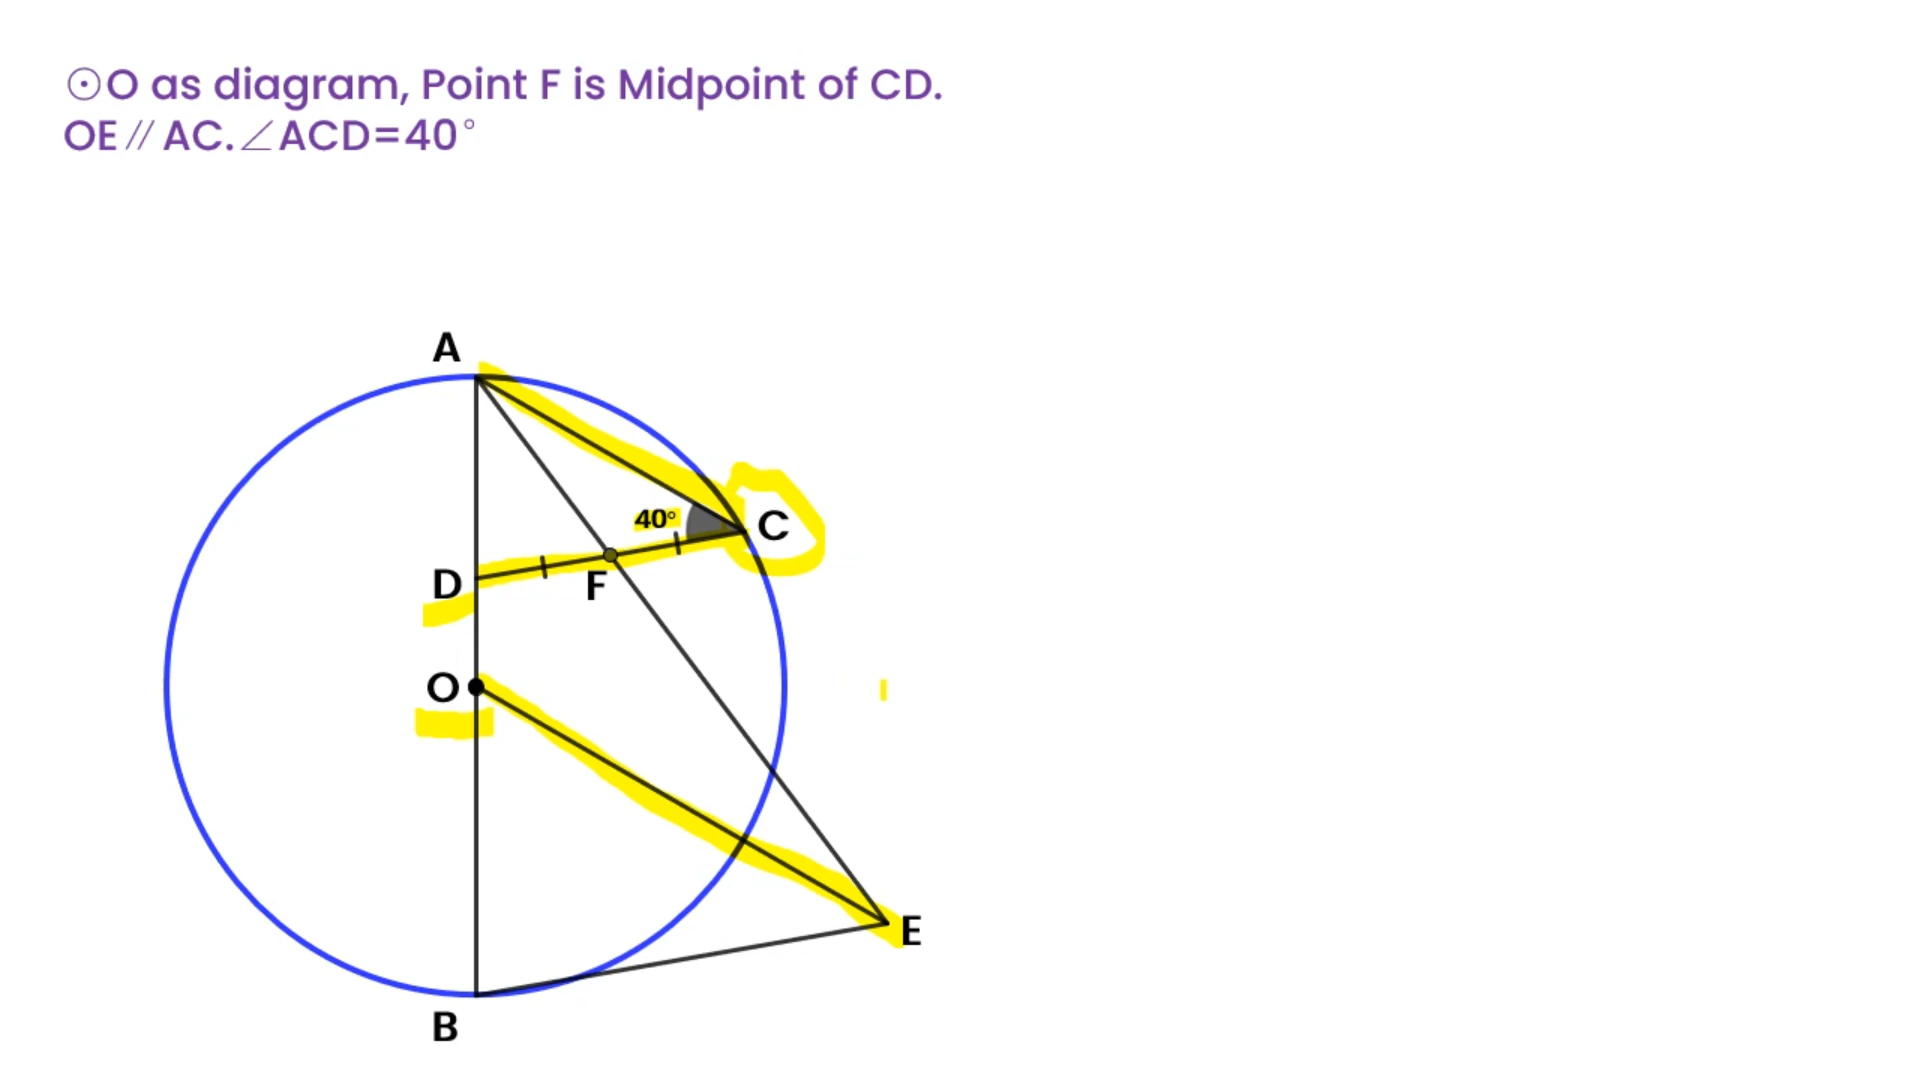 ⊙O as diagram, Point F is Midpoint of CD.
OE∥AC.∠ACD=40°
A
40°
C
D
F
O
E
B